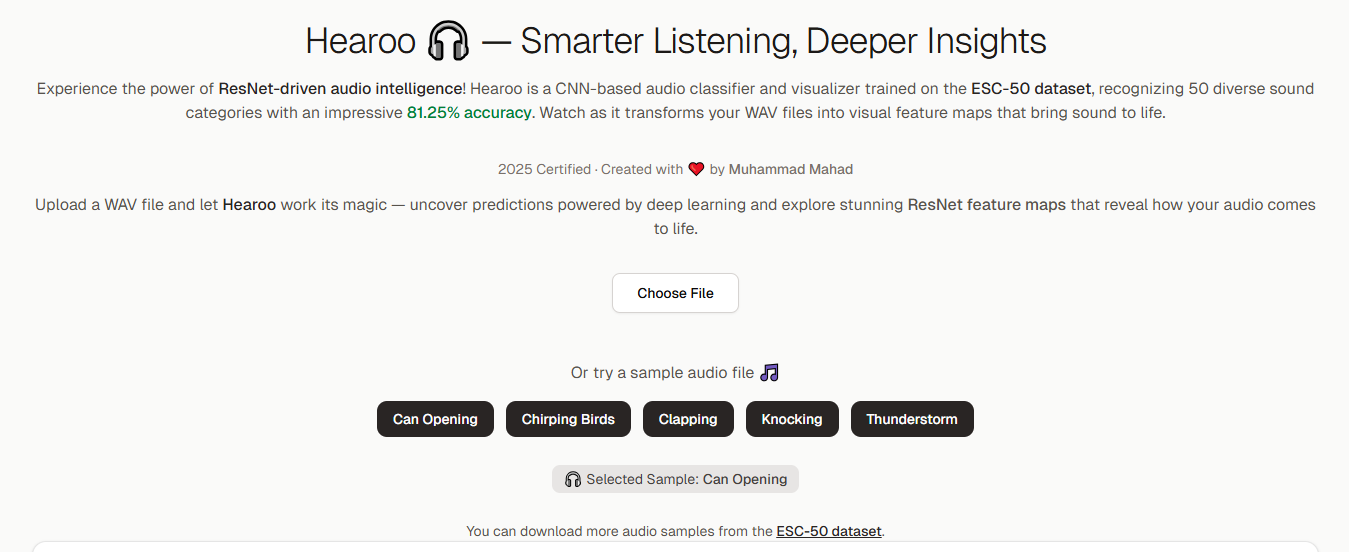 Hearoo 🎧 — Smarter Listening, Deeper Insights
Experience the power of ResNet-driven audio intelligence! Hearoo is a CNN-based audio classifier and visualizer trained on the ESC-50 dataset, recognizing 50 diverse sound
categories with an impressive 81.25% accuracy. Watch as it transforms your WAV files into visual feature maps that bring sound to life.
2025 Certified · Created with ❤️ by Muhammad Mahad
Upload a WAV file and let Hearoo work its magic — uncover predictions powered by deep learning and explore stunning ResNet feature maps that reveal how your audio comes
to life.
Choose File
Or try a sample audio file 🎵
Can Opening Chirping Birds Clapping Knocking Thunderstorm
🎧 Selected Sample: Can Opening
You can download more audio samples from the ESC-50 dataset.